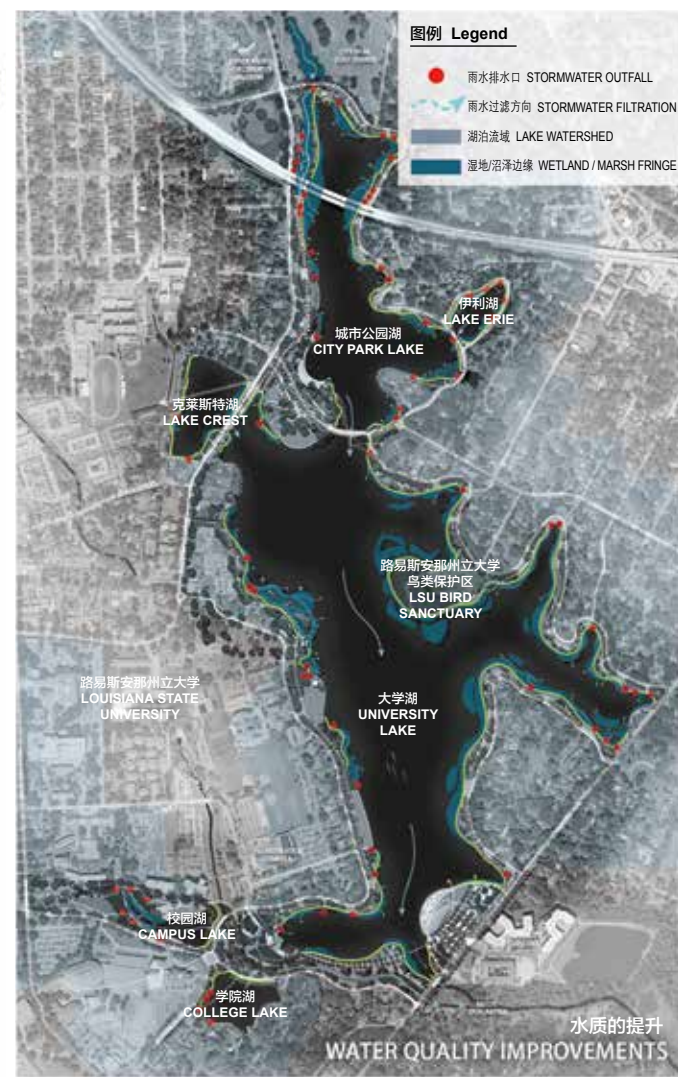 图例 Legend
雨水排水口 STORMWATER OUTFALL
雨水过滤方向 STORMWATER FILTRATION
湖泊流域 LAKE WATERSHED
湿地/沼泽边缘 WETLAND / MARSH FRINGE
伊利湖
LAKE ERIE
城市公园湖
CITY PARK LAKE
克莱斯特湖
LAKE CREST
路易斯安那州立大学
鸟类保护区
LSU BIRD
SANCTUARY
路易斯安那州立大学
LOUISIANA STATE
UNIVERSITY
大学湖
UNIVERSITY
LAKE
校园湖
CAMPUS LAKE
学院湖
COLLEGE LAKE
水质的提升
WATER QUALITY IMPROVEMENTS